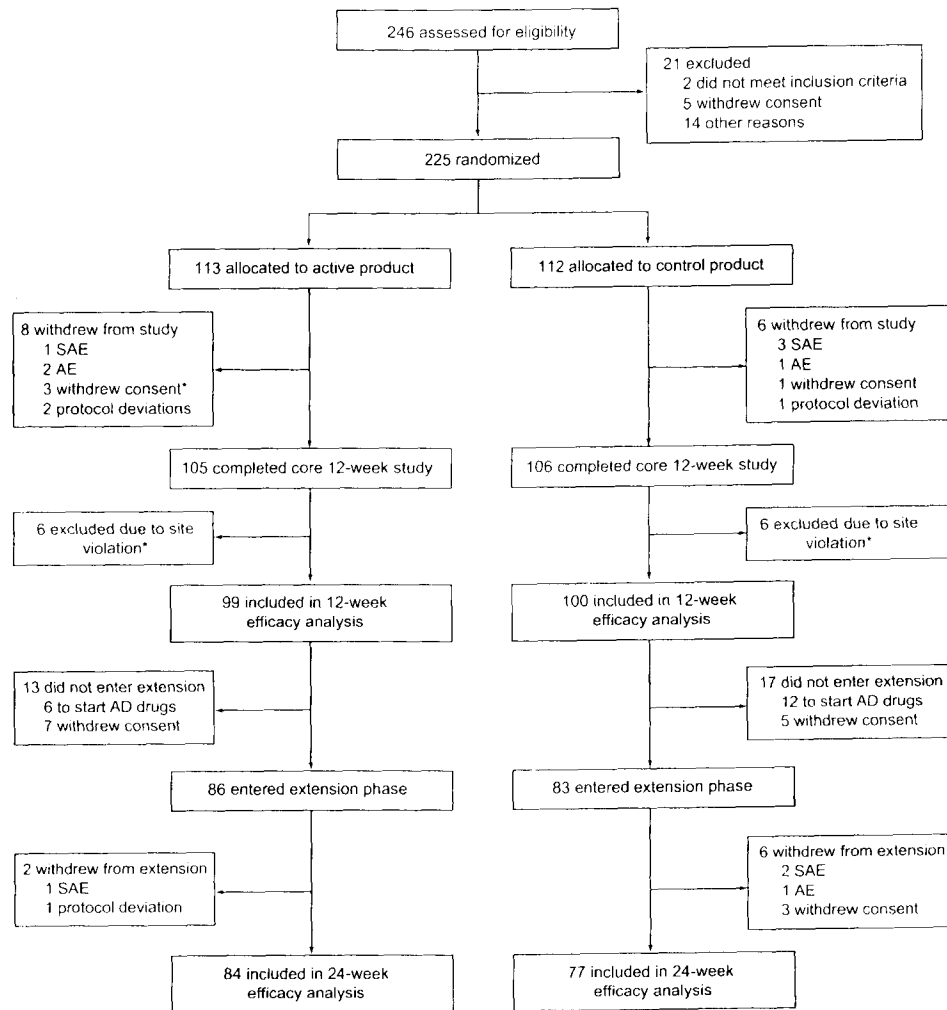 246 assessed for eligibility
21 excluded
2 did not meet inclusion criteria
5 withdrew consent
14 other reasons
225 randomized
113 allocated to active product
112 allocated to control product
8 withdrew from study
1 SAE
2 AE
3 withdrew consent*
2 protocol deviations
6 withdrew from study
3 SAE
1 AE
1 withdrew consent
1 protocol deviation
105 completed core 12-week study
106 completed core 12-week study
6 excluded due to site
violation*
6 excluded due to site
violation*
99 included in 12-week
efficacy analysis
100 included in 12-week
efficacy analysis
13 did not enter extension
6 to start AD drugs
7 withdrew consent
17 did not enter extension
12 to start AD drugs
5 withdrew consent
86 entered extension phase
83 entered extension phase
2 withdrew from extension
1 SAE
1 protocol deviation
6 withdrew from extension
2 SAE
1 AE
3 withdrew consent
84 included in 24-week
efficacy analysis
77 included in 24-week
efficacy analysis